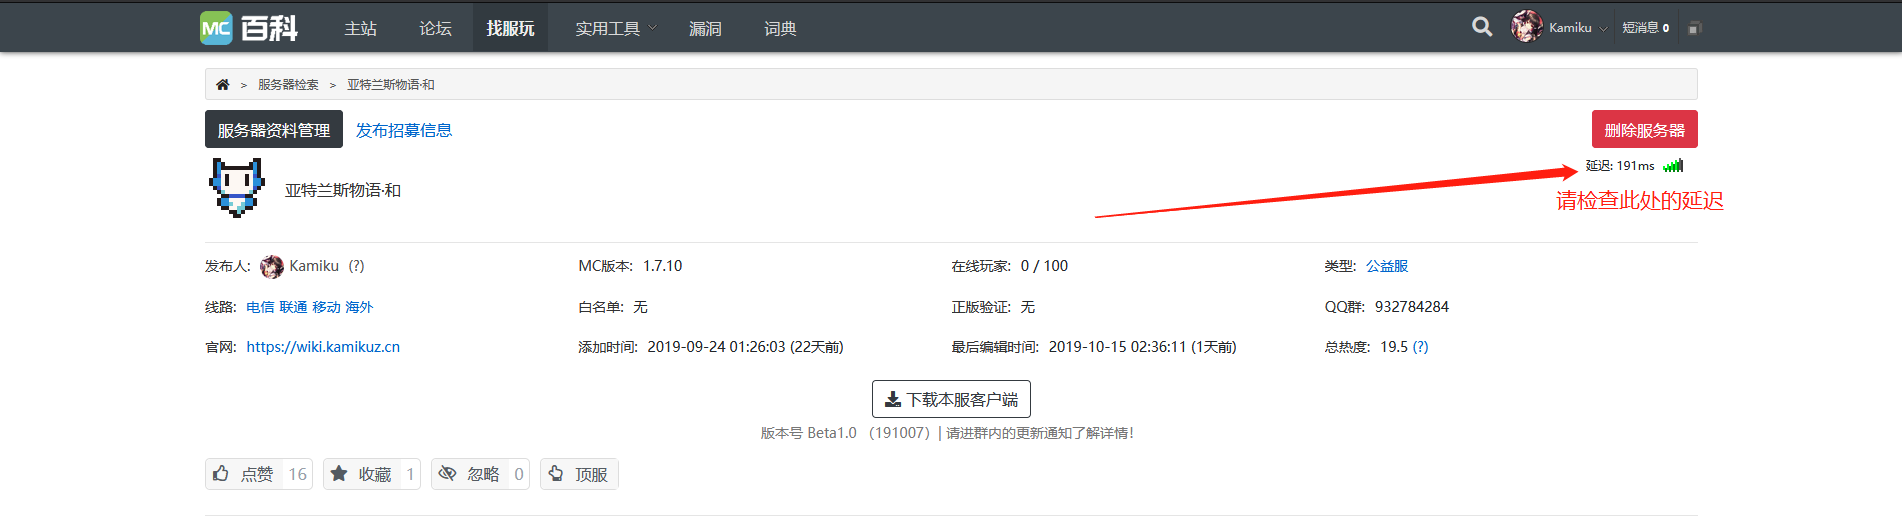 MC 百科 主站 论坛 找服玩 实用工具 漏洞 词典 Kamiku 短消息 0
> 服务器检索 > 亚特兰斯物语·和
服务器资料管理 发布招募信息 删除服务器
延迟: 191ms
亚特兰斯物语·和
请检查此处的延迟
发布人: Kamiku (?) MC版本: 1.7.10 在线玩家: 0 / 100 类型: 公益服
线路: 电信 联通 移动 海外 白名单: 无 正版验证: 无 QQ群: 932784284
官网: https://wiki.kamikuz.cn 添加时间: 2019-09-24 01:26:03 (22天前) 最后编辑时间: 2019-10-15 02:36:11 (1天前) 总热度: 19.5 (?)
下载本服客户端
版本号 Beta1.0 （191007）| 请进群内的更新通知了解详情！
点赞 16 收藏 1 忽略 0 顶服